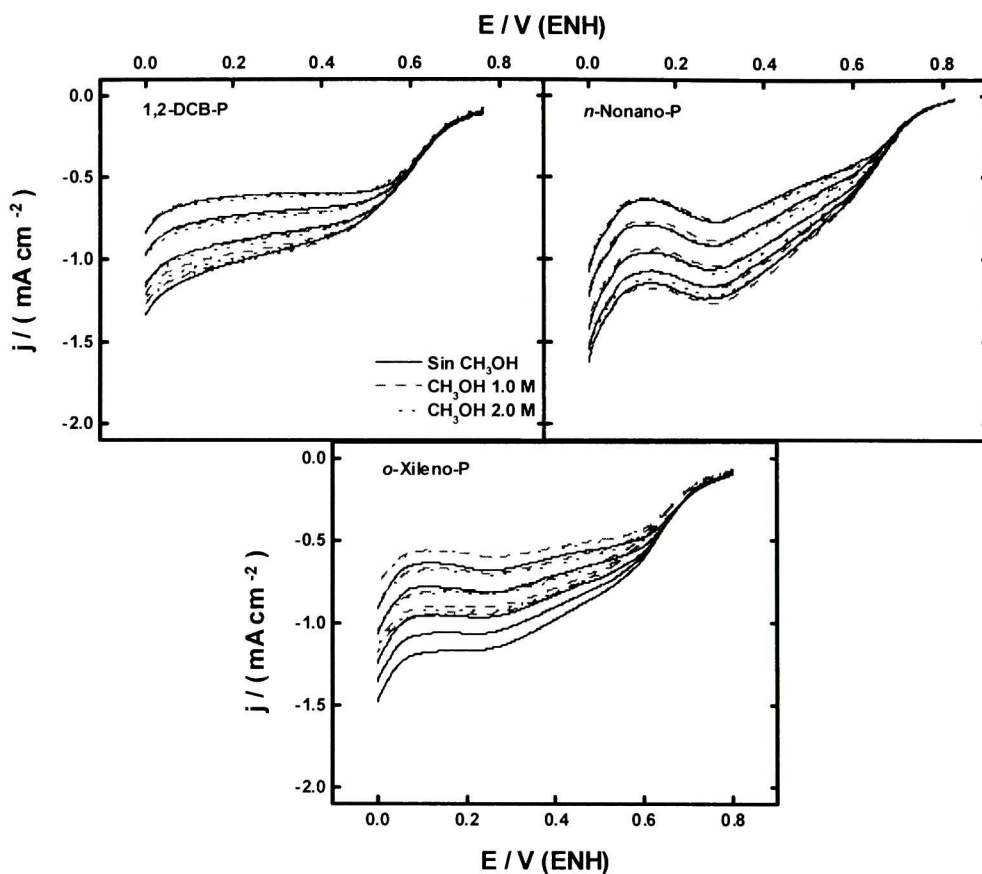 E / V (ENH)
0.0 0.2 0.4 0.6 0.8 0.0 0.2 0.4 0.6 0.8
0.0
-0.5
-1.0
-1.5
-2.0
j / ( mA cm -2 )
1,2-DCB-P
n-Nonano-P
Sin CH3OH
CH3OH 1.0 M
CH3OH 2.0 M
o-Xileno-P
0.0
-0.5
-1.0
-1.5
-2.0
j / ( mA cm -2 )
0.0 0.2 0.4 0.6 0.8
E / V (ENH)